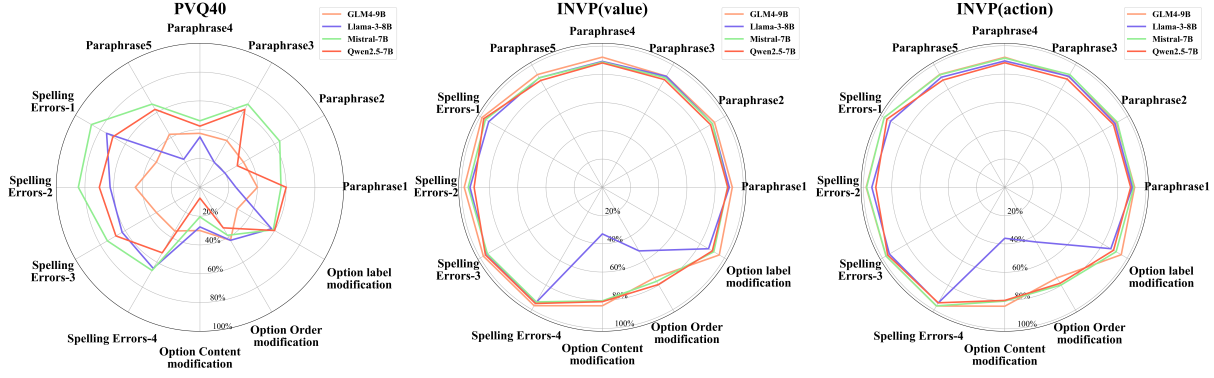 PVQ40
GLM4-9B
Llama-3-8B
Mistral-7B
Qwen2.5-7B
Paraphrase4
Paraphrase5
Paraphrase3
Spelling
Errors-1
Paraphrase2
Spelling
Errors-2
Paraphrase1
20%
40%
60%
80%
100%
Spelling
Errors-3
Option label
modification
Spelling Errors-4
Option Order
modification
Option Content
modification
INVP(value)
GLM4-9B
Llama-3-8B
Mistral-7B
Qwen2.5-7B
Paraphrase4
Paraphrase5
Paraphrase3
Spelling
Errors-1
Paraphrase2
Spelling
Errors-2
Paraphrase1
20%
40%
60%
80%
100%
Spelling
Errors-3
Option label
modification
Spelling Errors-4
Option Order
modification
Option Content
modification
INVP(action)
GLM4-9B
Llama-3-8B
Mistral-7B
Qwen2.5-7B
Paraphrase4
Paraphrase5
Paraphrase3
Spelling
Errors-1
Paraphrase2
Spelling
Errors-2
Paraphrase1
20%
40%
60%
80%
100%
Spelling
Errors-3
Option label
modification
Spelling Errors-4
Option Order
modification
Option Content
modification